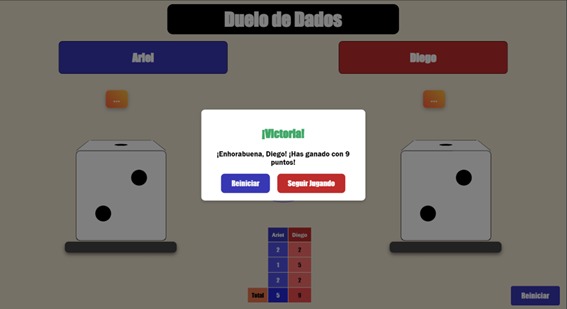 Duelo de Dados
Ariel
Diego
...
...
¡Victoria!
¡Enhorabuena, Diego! ¡Has ganado con 9
puntos!
Reiniciar
Seguir Jugando
Ariel Diego
2 2
1 5
2 2
Total 5 9
Reiniciar